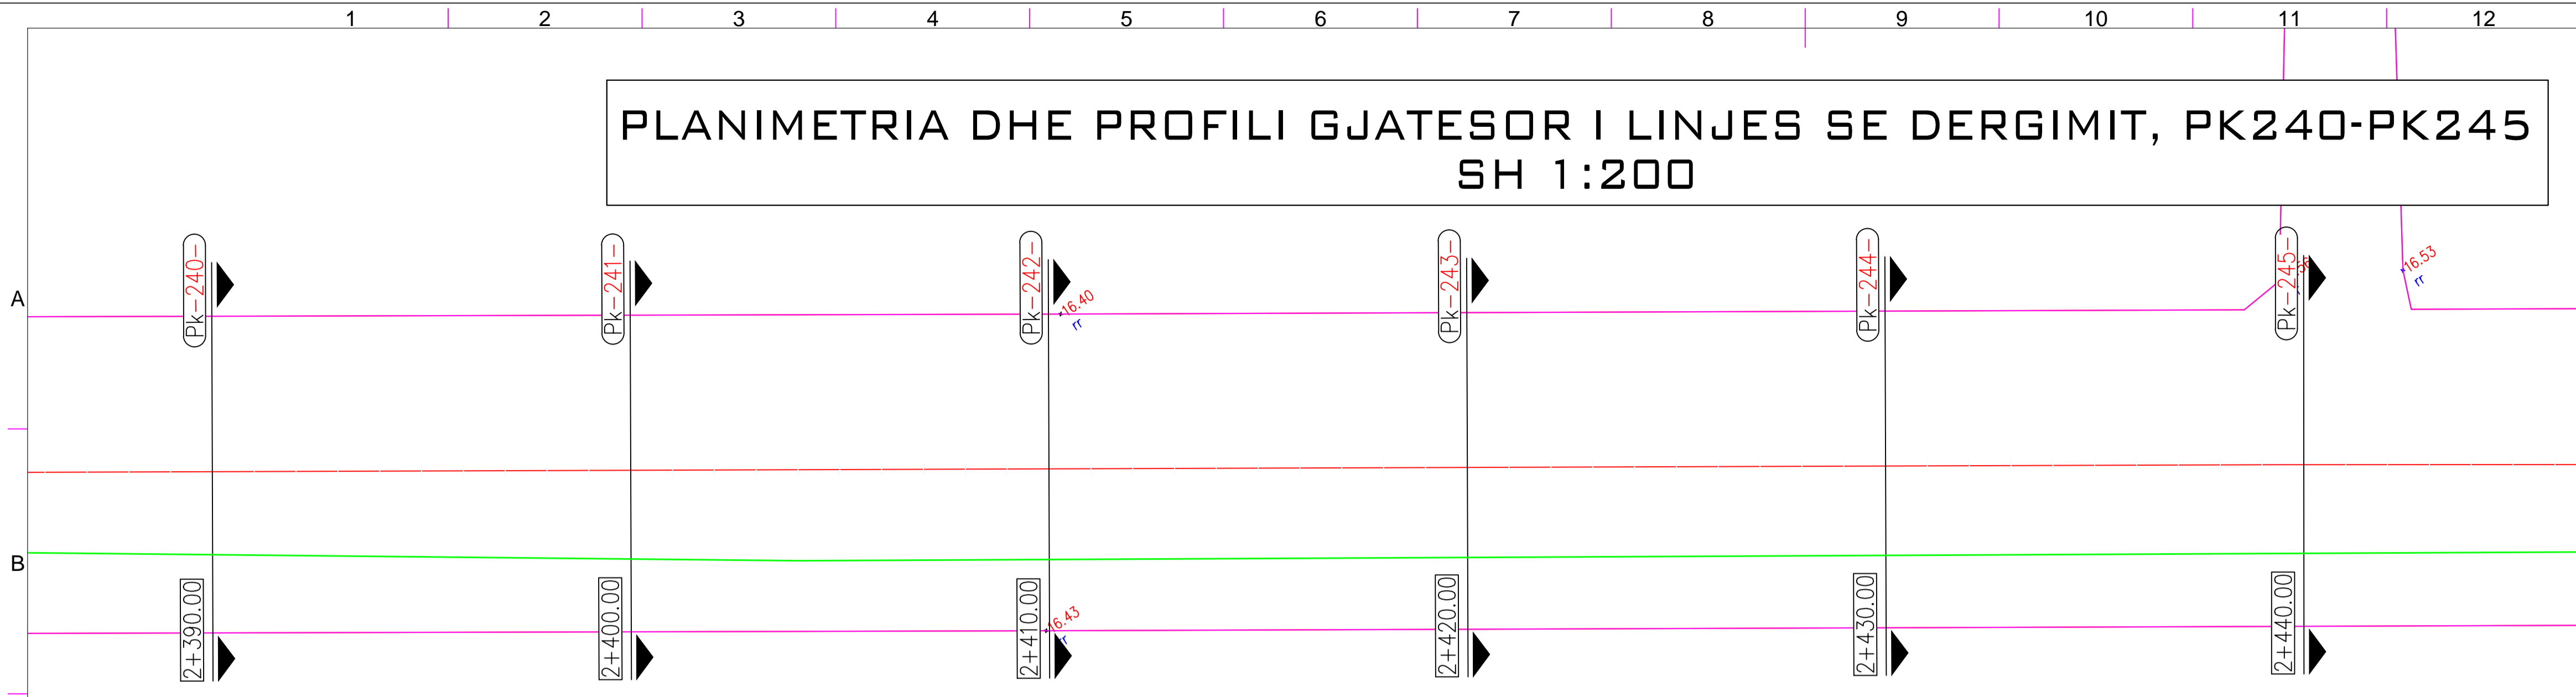 1 2 3 4 5 6 7 8 9 10 11 12
PLANIMETRIA DHE PROFILI GJATESOR I LINJES SE DERGIMIT, PK240-PK245
SH 1:200
A
Pk-240-
Pk-241-
Pk-242-
16.40
rr
Pk-243-
Pk-244-
Pk-245-
16.53
rr
B
2+390.00
2+400.00
2+410.00
16.43
rr
2+420.00
2+430.00
2+440.00